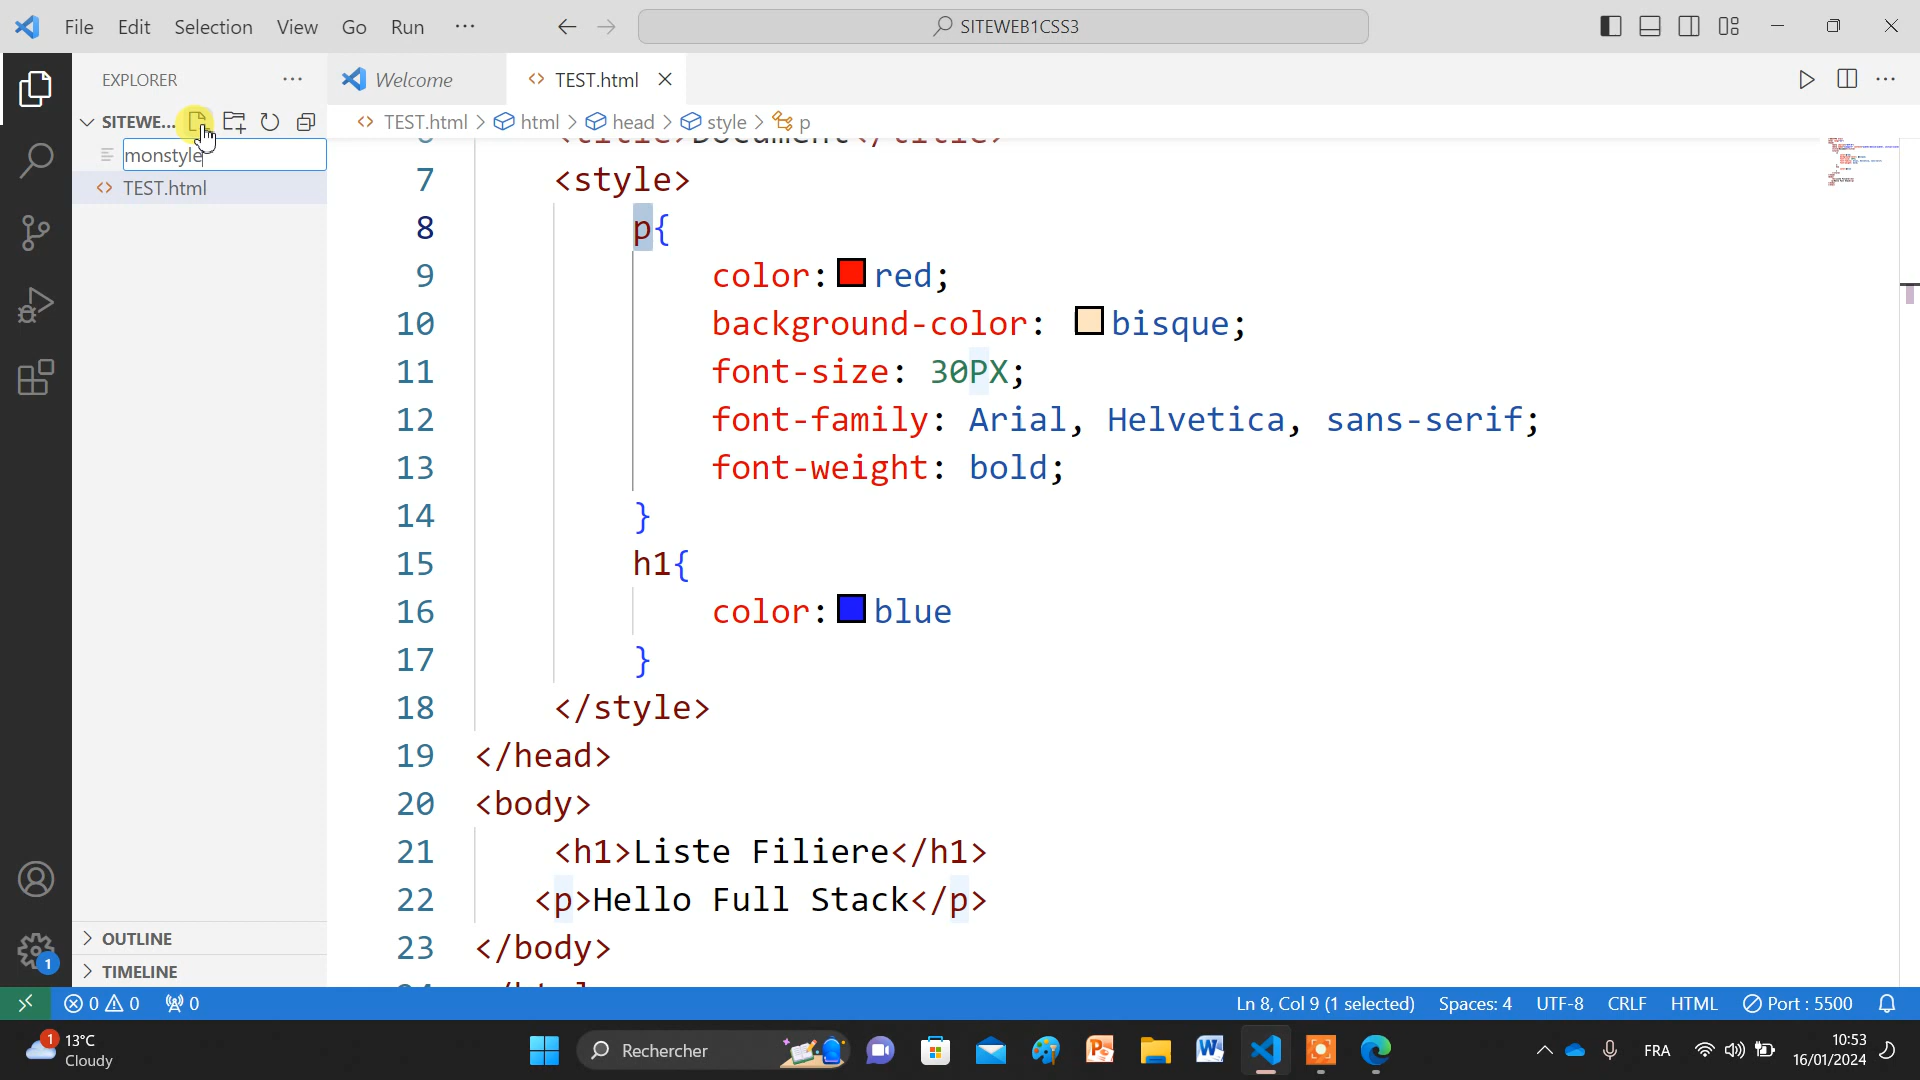 File Edit Selection View Go Run ···
SITEWEB1CSS3
EXPLORER ···
Welcome
TEST.html
SITEWE...
TEST.html > html > head > style > p
monstyle
TEST.html
<title>Document</title>
7 <style>
8 p{
9 color: red;
10 background-color: bisque;
11 font-size: 30PX;
12 font-family: Arial, Helvetica, sans-serif;
13 font-weight: bold;
14 }
15 h1{
16 color: blue
17 }
18 </style>
19 </head>
20 <body>
21 <h1>Liste Filiere</h1>
22 <p>Hello Full Stack</p>
23 </body>
OUTLINE
TIMELINE
1
0 0 0
Ln 8, Col 9 (1 selected) Spaces: 4 UTF-8 CRLF HTML Port : 5500
1
13°C
Cloudy
Rechercher
FRA
10:53
16/01/2024